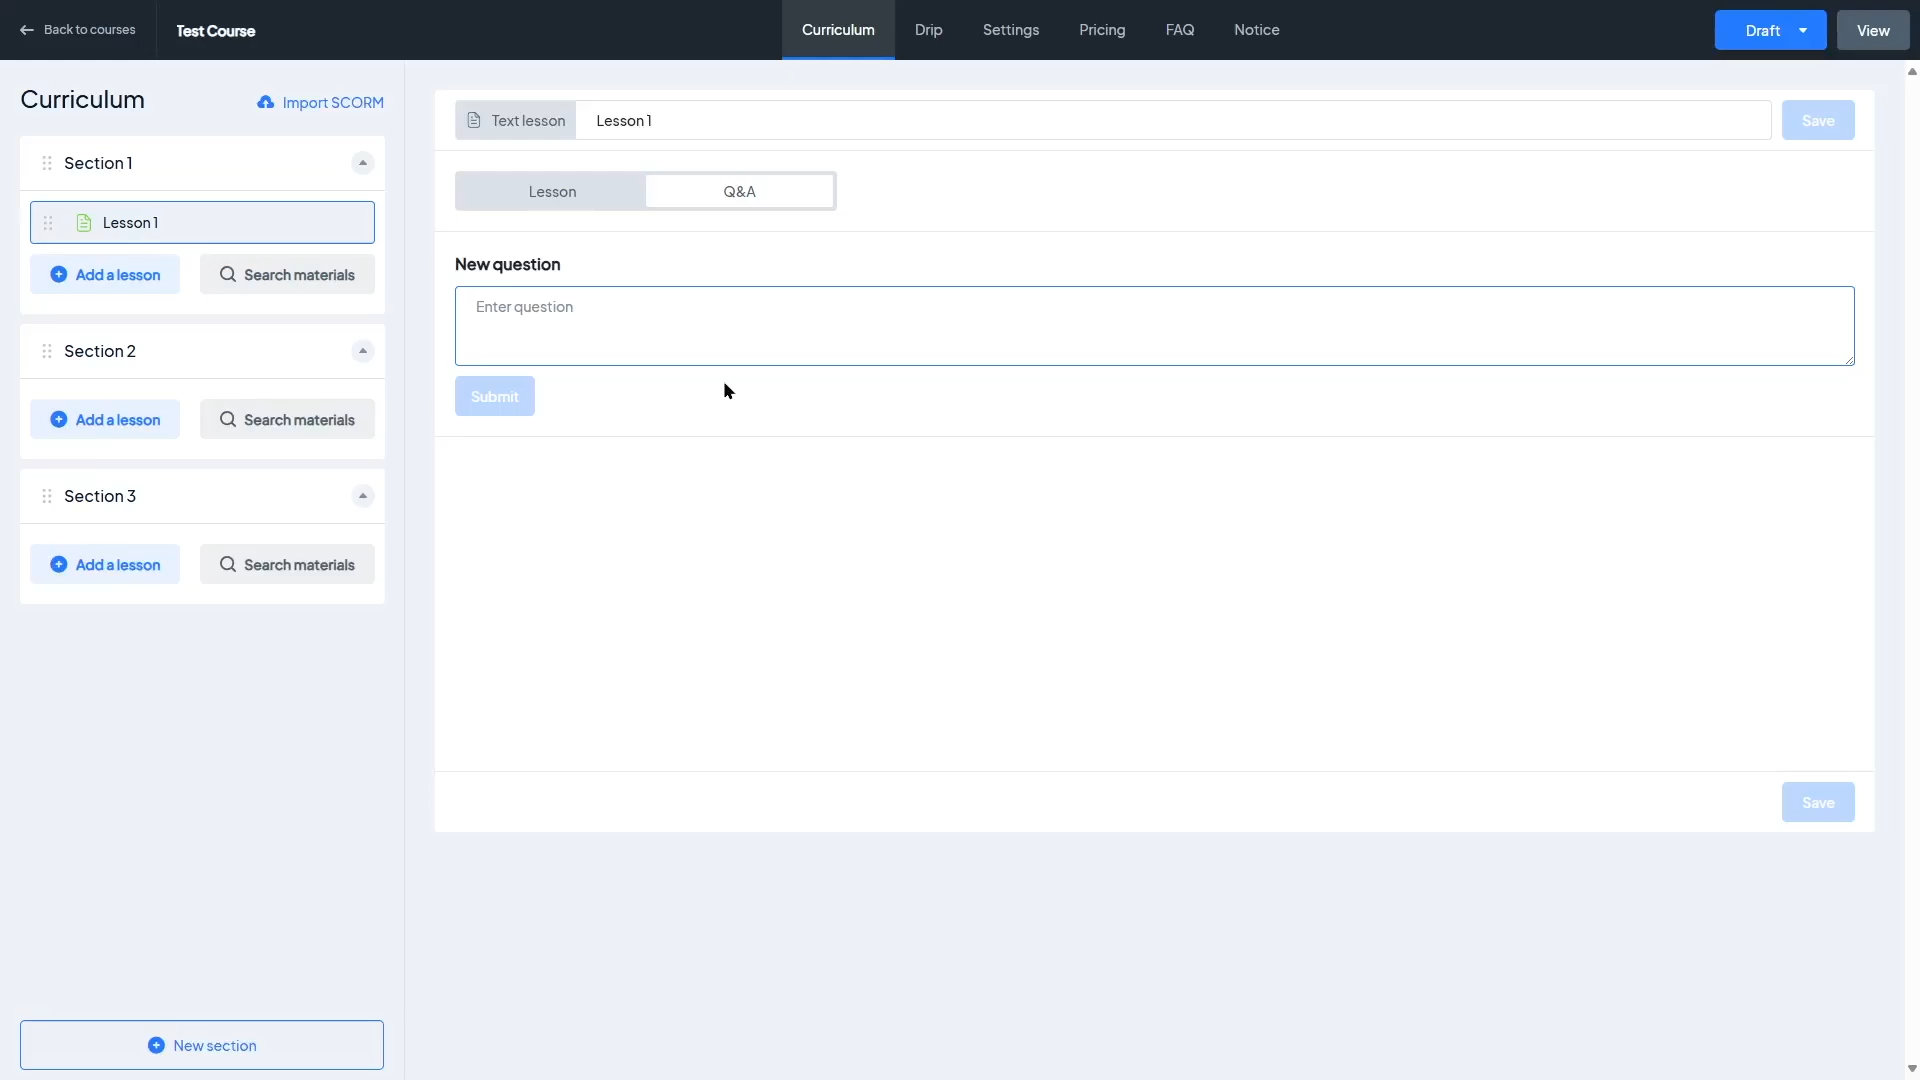 Back to courses
Test Course
Curriculum
Drip
Settings
Pricing
FAQ
Notice
Draft
View
Curriculum
Import SCORM
Section 1
Lesson 1
Add a lesson
Search materials
Section 2
Add a lesson
Search materials
Section 3
Add a lesson
Search materials
New section
Text lesson
Lesson 1
Save
Lesson
Q&A
New question
Enter question
Submit
Save